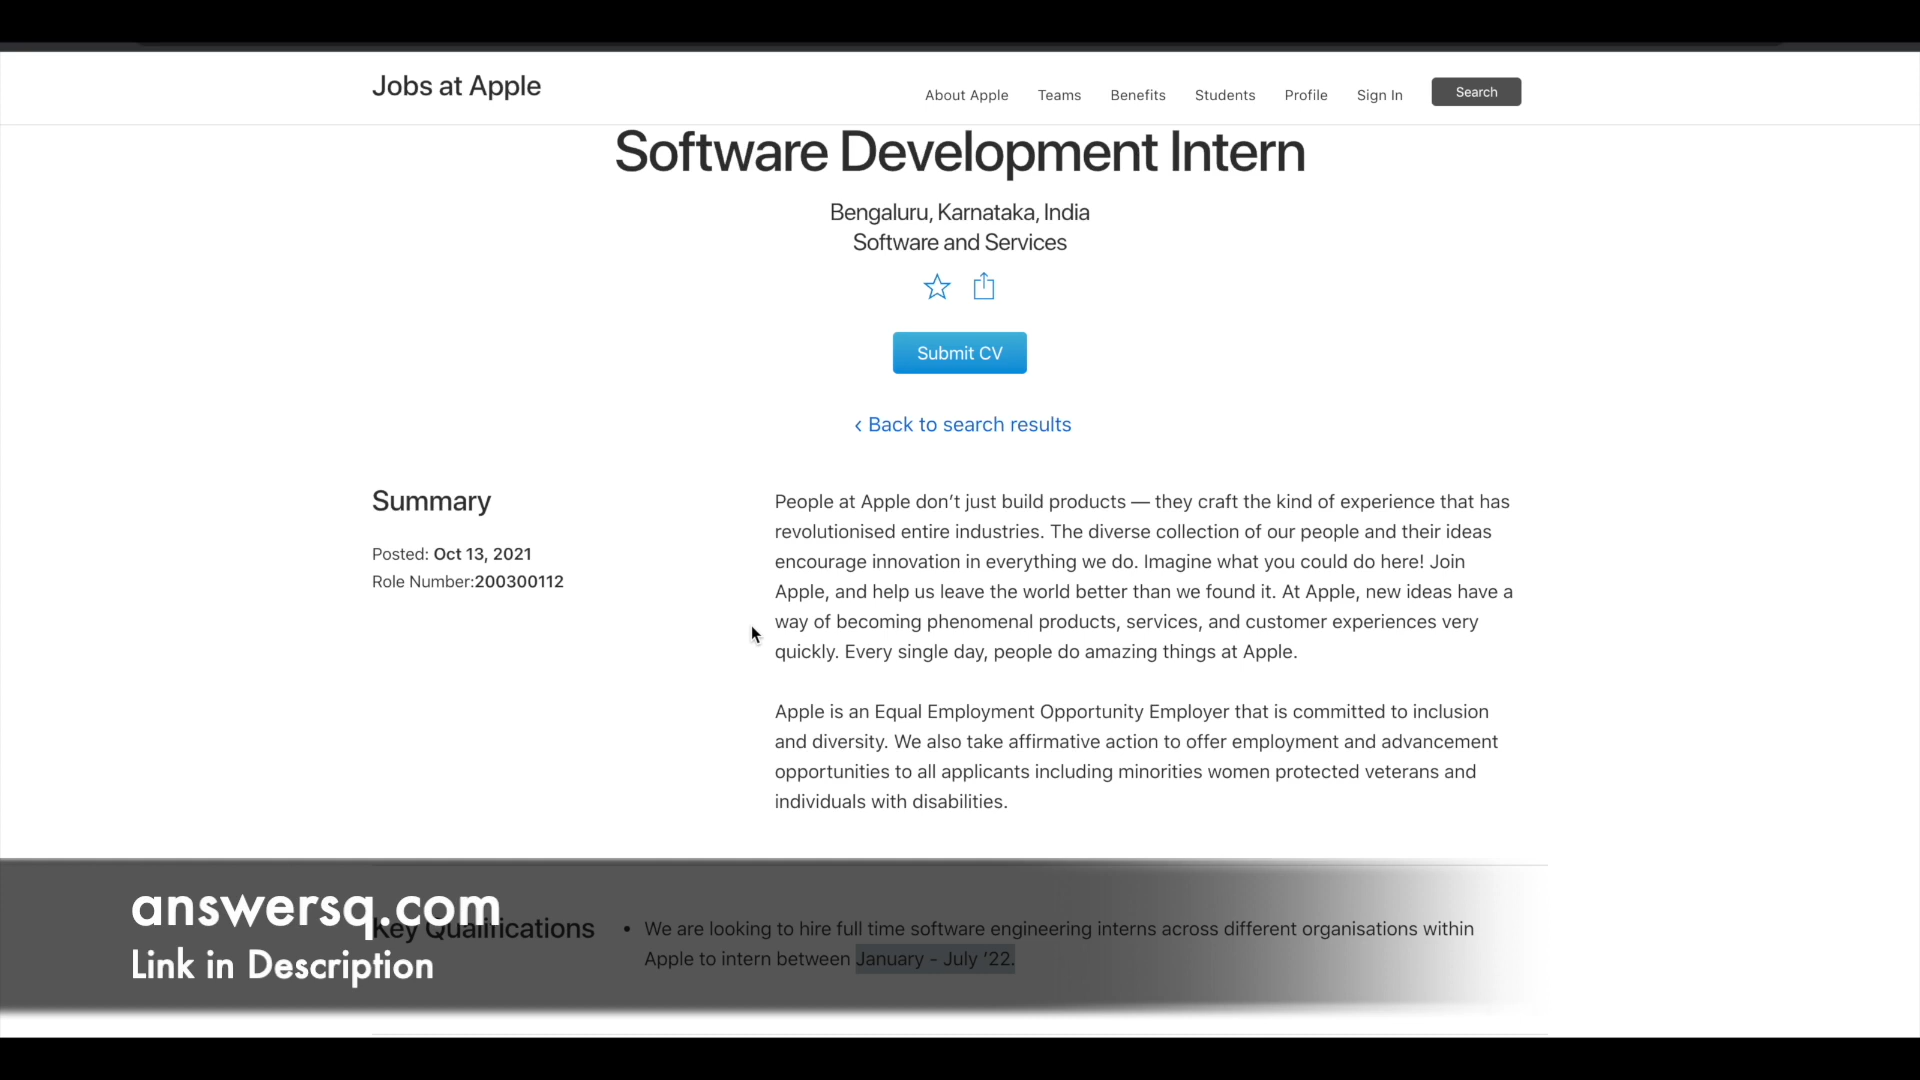 Jobs at Apple
About Apple Teams Benefits Students Profile Sign In Search
Software Development Intern
Bengaluru, Karnataka, India
Software and Services
Submit CV
‹ Back to search results
Summary
Posted: Oct 13, 2021
Role Number:200300112
People at Apple don’t just build products — they craft the kind of experience that has
revolutionised entire industries. The diverse collection of our people and their ideas
encourage innovation in everything we do. Imagine what you could do here! Join
Apple, and help us leave the world better than we found it. At Apple, new ideas have a
way of becoming phenomenal products, services, and customer experiences very
quickly. Every single day, people do amazing things at Apple.
Apple is an Equal Employment Opportunity Employer that is committed to inclusion
and diversity. We also take affirmative action to offer employment and advancement
opportunities to all applicants including minorities women protected veterans and
individuals with disabilities.
Key Qualifications
• We are looking to hire full time software engineering interns across different organisations within
Apple to intern between January - July ’22.
answersq.com
Link in Description